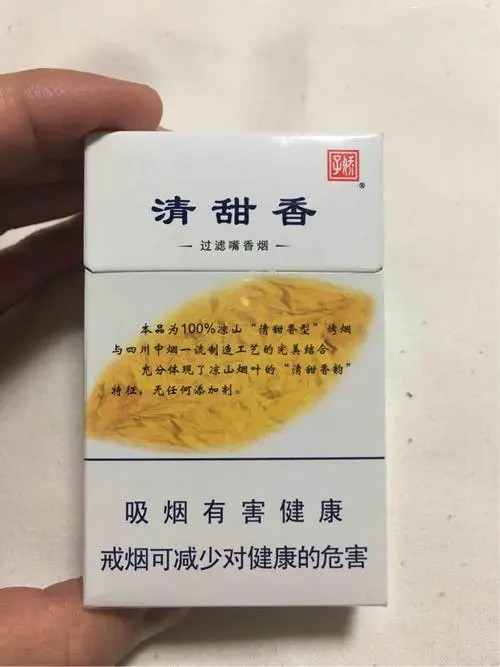 子娇
®
清甜香
过滤嘴香烟
本品为100%凉山“清甜香型”烤烟
与四川中烟一流制造工艺的完美结合，
充分体现了凉山烟叶的“清甜香韵”
特征，无任何添加剂。
吸烟有害健康
戒烟可减少对健康的危害